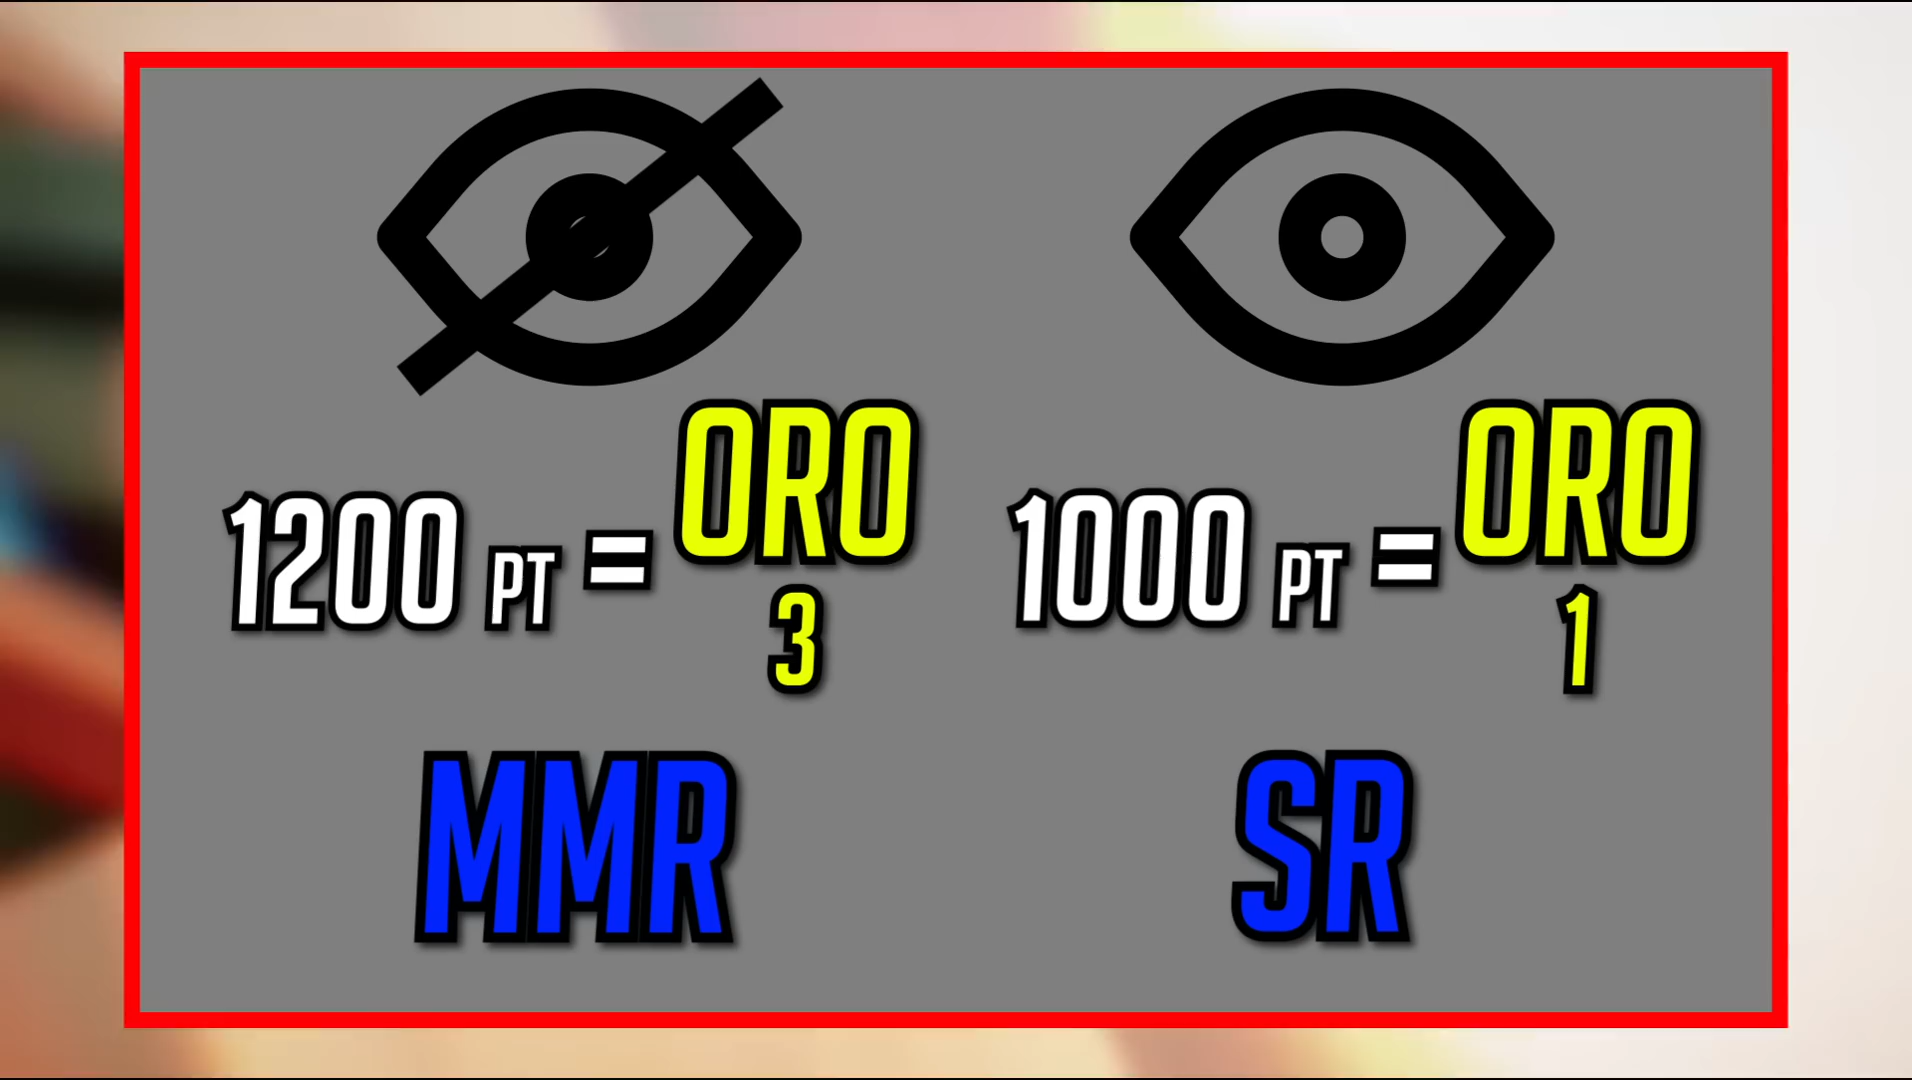 1200 PT = ORO
3
MMR
1000 PT = ORO
1
SR